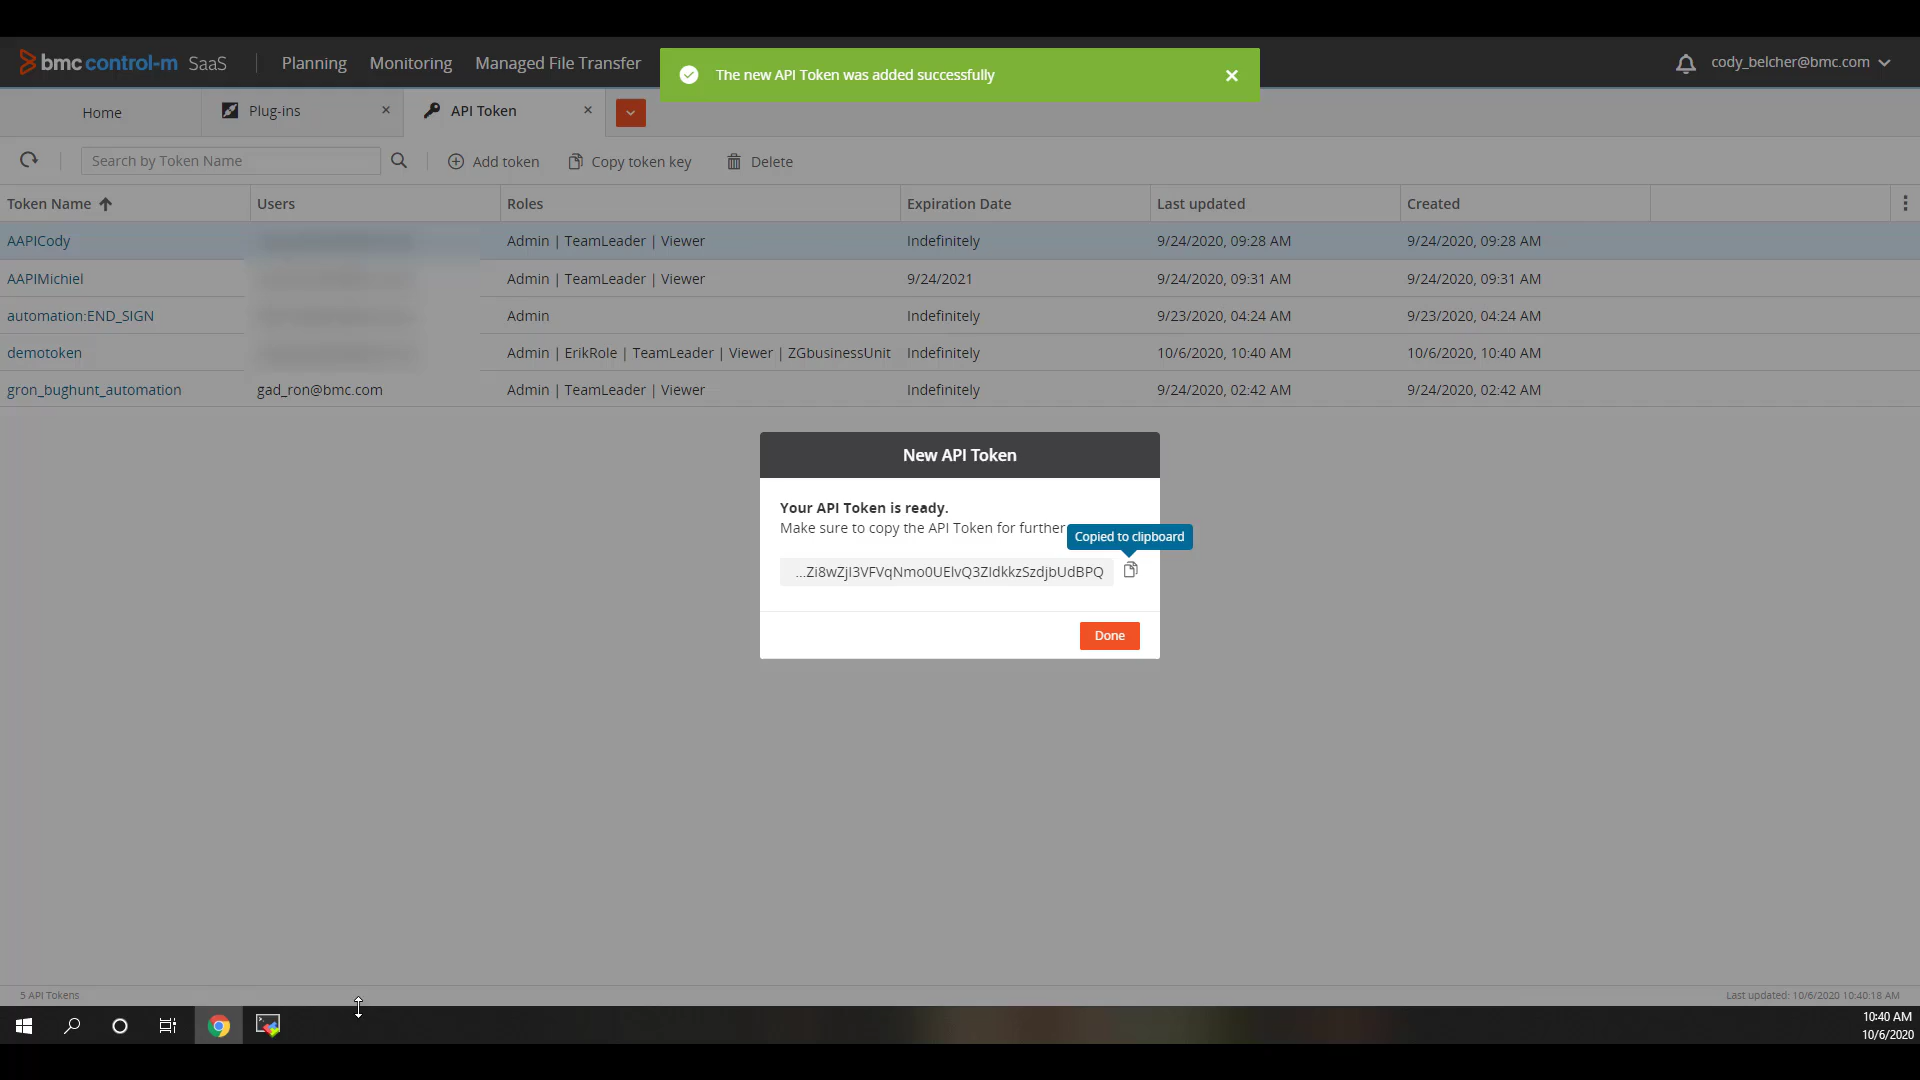 bmc control-m SaaS Planning Monitoring Managed File Transfer
The new API Token was added successfully
cody_belcher@bmc.com
Home Plug-ins API Token
Search by Token Name Add token Copy token key Delete
Token Name Users Roles Expiration Date Last updated Created
AAPICody Admin | TeamLeader | Viewer Indefinitely 9/24/2020, 09:28 AM 9/24/2020, 09:28 AM
AAPIMichiel Admin | TeamLeader | Viewer 9/24/2021 9/24/2020, 09:31 AM 9/24/2020, 09:31 AM
automation:END_SIGN Admin Indefinitely 9/23/2020, 04:24 AM 9/23/2020, 04:24 AM
demotoken Admin | ErikRole | TeamLeader | Viewer | ZGbusinessUnit Indefinitely 10/6/2020, 10:40 AM 10/6/2020, 10:40 AM
gron_bughunt_automation gad_ron@bmc.com Admin | TeamLeader | Viewer Indefinitely 9/24/2020, 02:42 AM 9/24/2020, 02:42 AM
New API Token
Your API Token is ready.
Make sure to copy the API Token for further
Copied to clipboard
Done
5 API Tokens
Last updated: 10/6/2020 10:40:18 AM
10:40 AM
10/6/2020